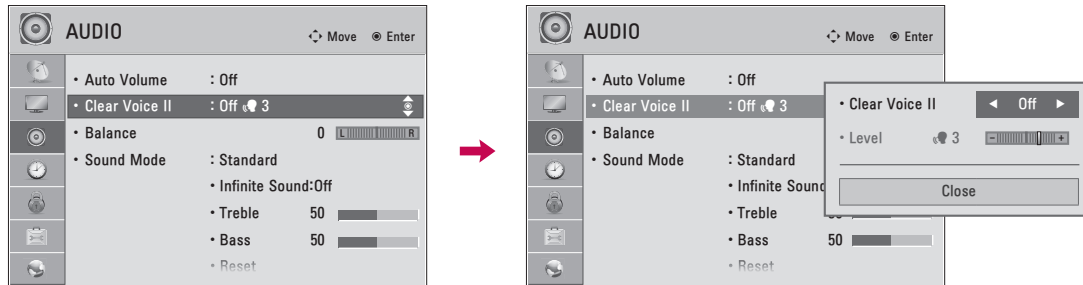 AUDIO
Move Enter
• Auto Volume : Off
• Clear Voice II : Off 3
• Balance 0 L R
• Sound Mode : Standard
• Infinite Sound:Off
• Treble 50
• Bass 50
• Reset
AUDIO
Move Enter
• Auto Volume : Off
• Clear Voice II : Off 3
• Balance
• Sound Mode : Standard
• Infinite Sound
• Treble
• Bass 50
• Reset
• Clear Voice II ◄ Off ►
• Level 3 - +
Close